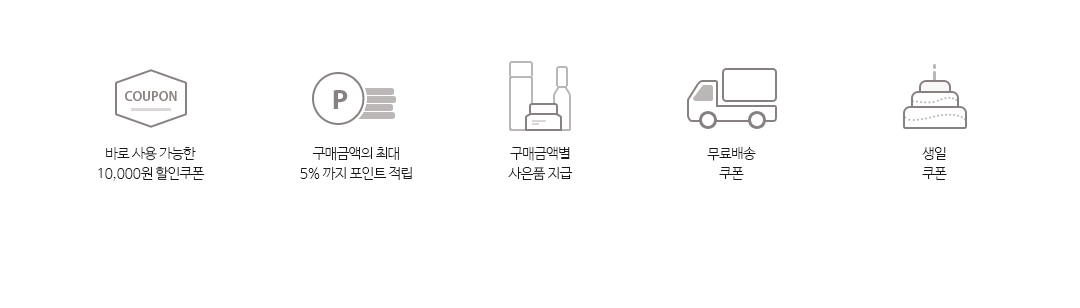 COUPON
바로 사용 가능한
10,000원 할인쿠폰
P
구매금액의 최대
5% 까지 포인트 적립
구매금액별
사은품 지급
무료배송
쿠폰
생일
쿠폰